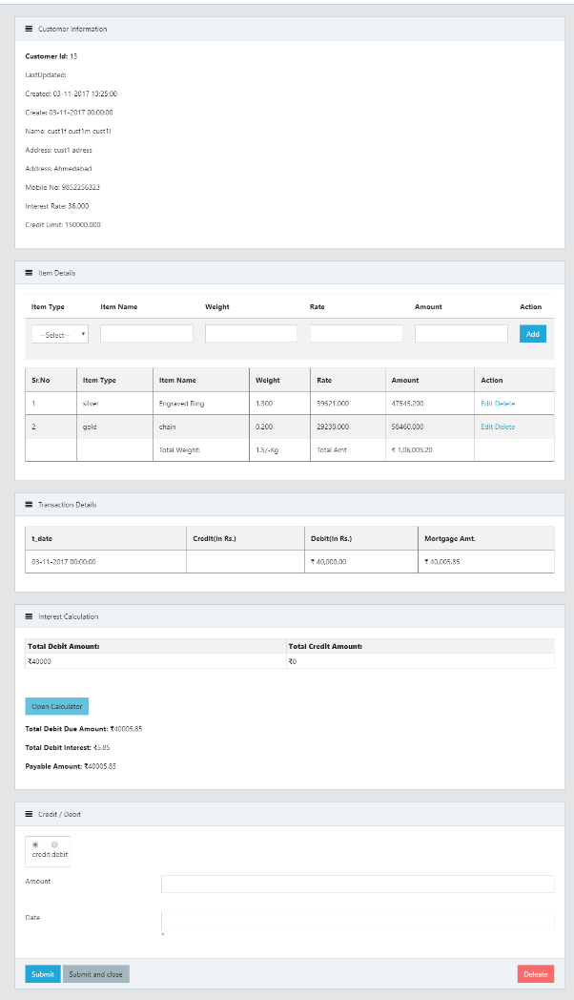 Customer Information
Customer Id: 13
LastUpdated:
Created: 03-11-2017 13:25:00
Create: 03-11-2017 00:00:00
Name: cust1f cust1m cust1l
Address: cust1 adress
Address: Ahmedabad
Mobile No: 9852256323
Interest Rate: 36.000
Credit Limit: 150000.000
Item Details
Item Type Item Name Weight Rate Amount Action
--Select-- Add
Sr.No Item Type Item Name Weight Rate Amount Action
1 silver Engraved Ring 1.300 39621.000 47545.200 Edit Delete
2 gold chain 0.200 29230.000 58460.000 Edit Delete
Total Weight: 1.5/-Kg Total Amt ₹ 1,06,005.20
Transaction Details
t_date Credit(in Rs.) Debit(in Rs.) Mortgage Amt.
03-11-2017 00:00:00 ₹ 40,000.00 ₹ 40,005.85
Interest Calculation
Total Debit Amount: Total Credit Amount:
₹40000 ₹0
Open Calculator
Total Debit Due Amount: ₹40005.85
Total Debit Interest: ₹5.85
Payable Amount: ₹40005.85
Credit / Debit
credit debit
Amount
Date
*
Submit Submit and close Deleate